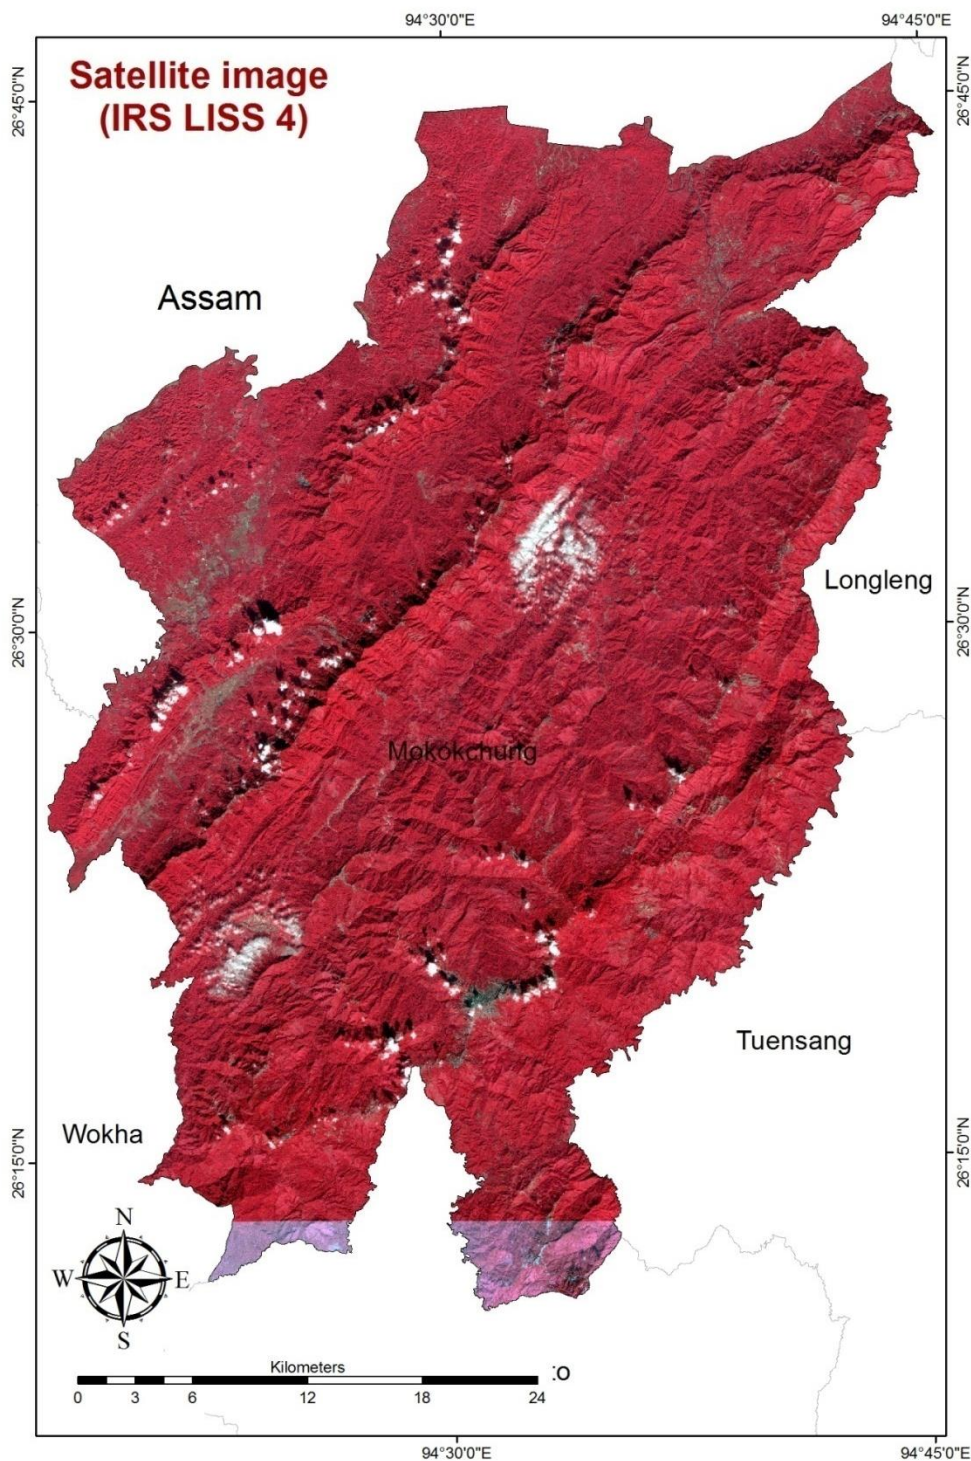 94°30'0"E
94°45'0"E
Satellite image
(IRS LISS 4)
26°45'0"N
26°45'0"N
Assam
Longleng
26°30'0"N
26°30'0"N
Mokokchung
Tuensang
Wokha
26°15'0"N
26°15'0"N
N
W
E
S
Kilometers
:o
0 3 6 12 18 24
94°30'0"E
94°45'0"E